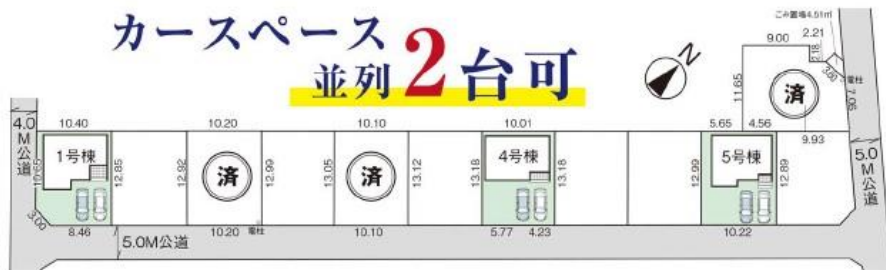 カースペース
並列2台可
N
ごみ置場4.51㎡
9.00
2.21
2.18
3.00
電柱
7.06
11.65
済
5.65
4.56
9.93
4.0M公道
10.40
10.20
10.10
10.01
10.65
1号棟
12.85
12.92
済
12.99
13.05
済
13.12
13.18
4号棟
13.18
12.99
5号棟
12.89
5.0M公道
3.00
8.46
5.0M公道
10.20
電柱
10.10
5.77
4.23
10.22